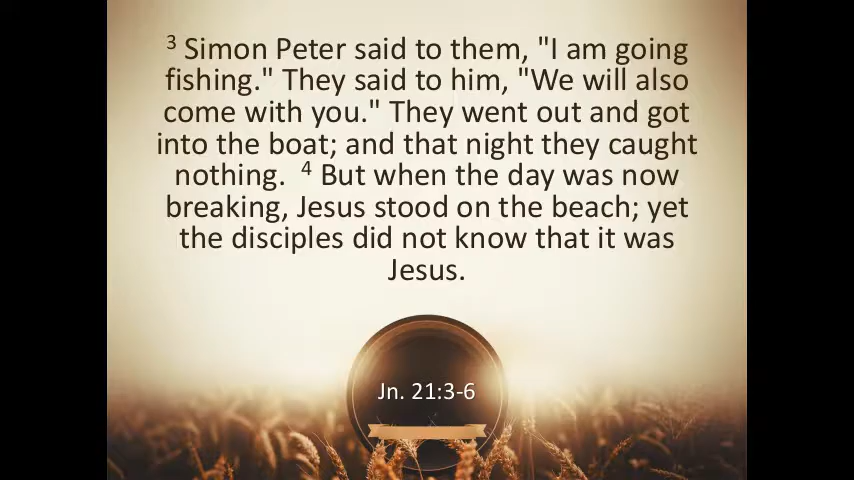 3 Simon Peter said to them, "I am going
fishing." They said to him, "We will also
come with you." They went out and got
into the boat; and that night they caught
nothing. 4 But when the day was now
breaking, Jesus stood on the beach; yet
the disciples did not know that it was
Jesus.
Jn. 21:3-6